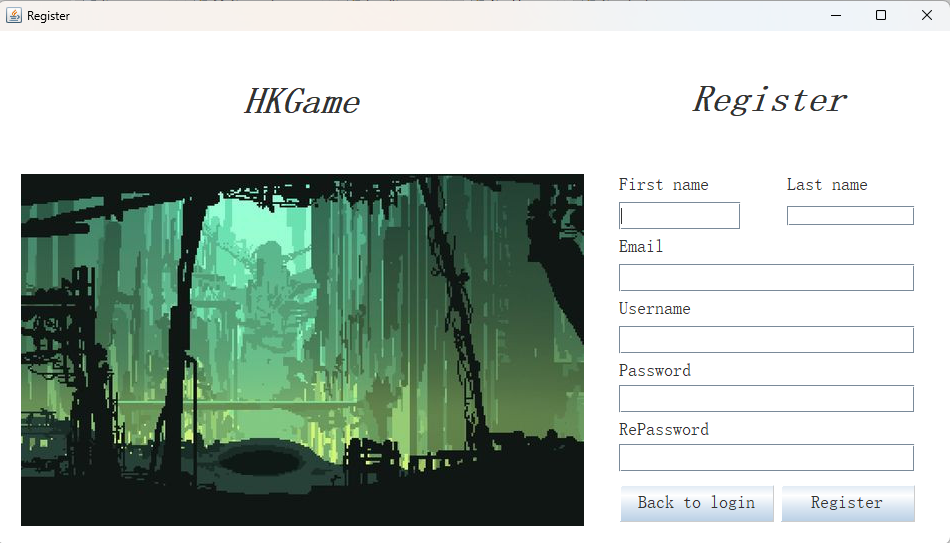 Register
HKGame
Register
First name
Last name
Email
Username
Password
RePassword
Back to login
Register